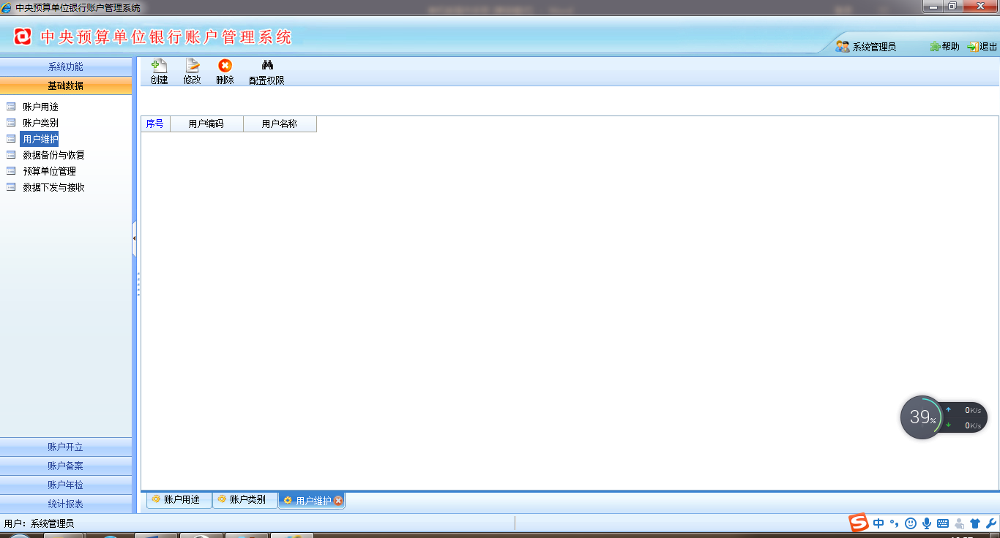 中央预算单位银行账户管理系统
中央预算单位银行账户管理系统
系统管理员 帮助 退出
系统功能
基础数据
账户用途
账户类别
用户维护
数据备份与恢复
预算单位管理
数据下发与接收
账户开立
账户备案
账户年检
统计报表
创建 修改 删除 配置权限
序号 用户编码 用户名称
39%
0K/s
0K/s
账户用途 账户类别 用户维护
用户：系统管理员
中